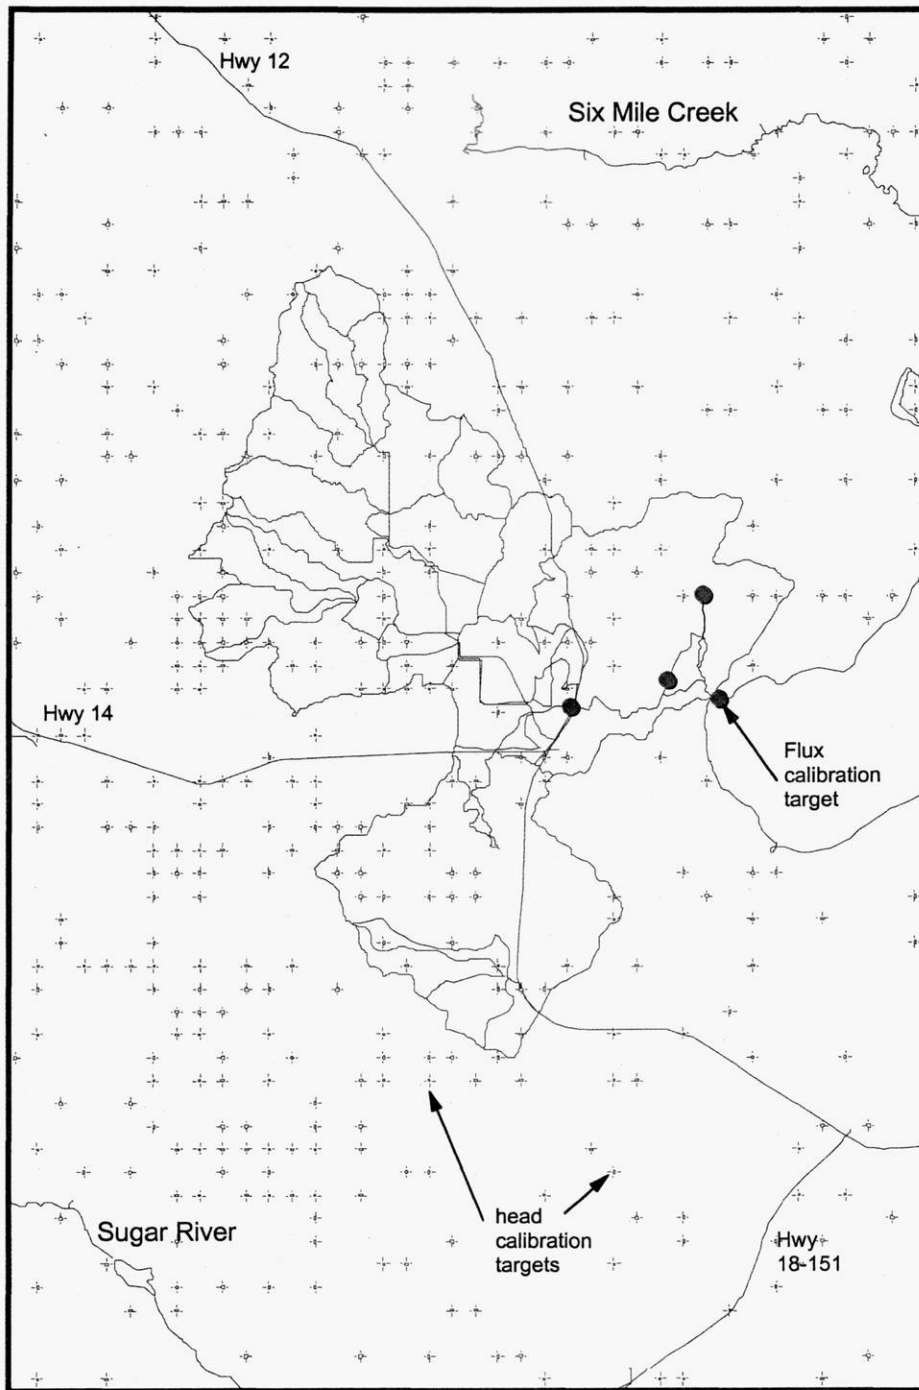 Hwy 12
Six Mile Creek
Hwy 14
Flux
calibration
target
head
calibration
targets
Sugar River
Hwy
18-151